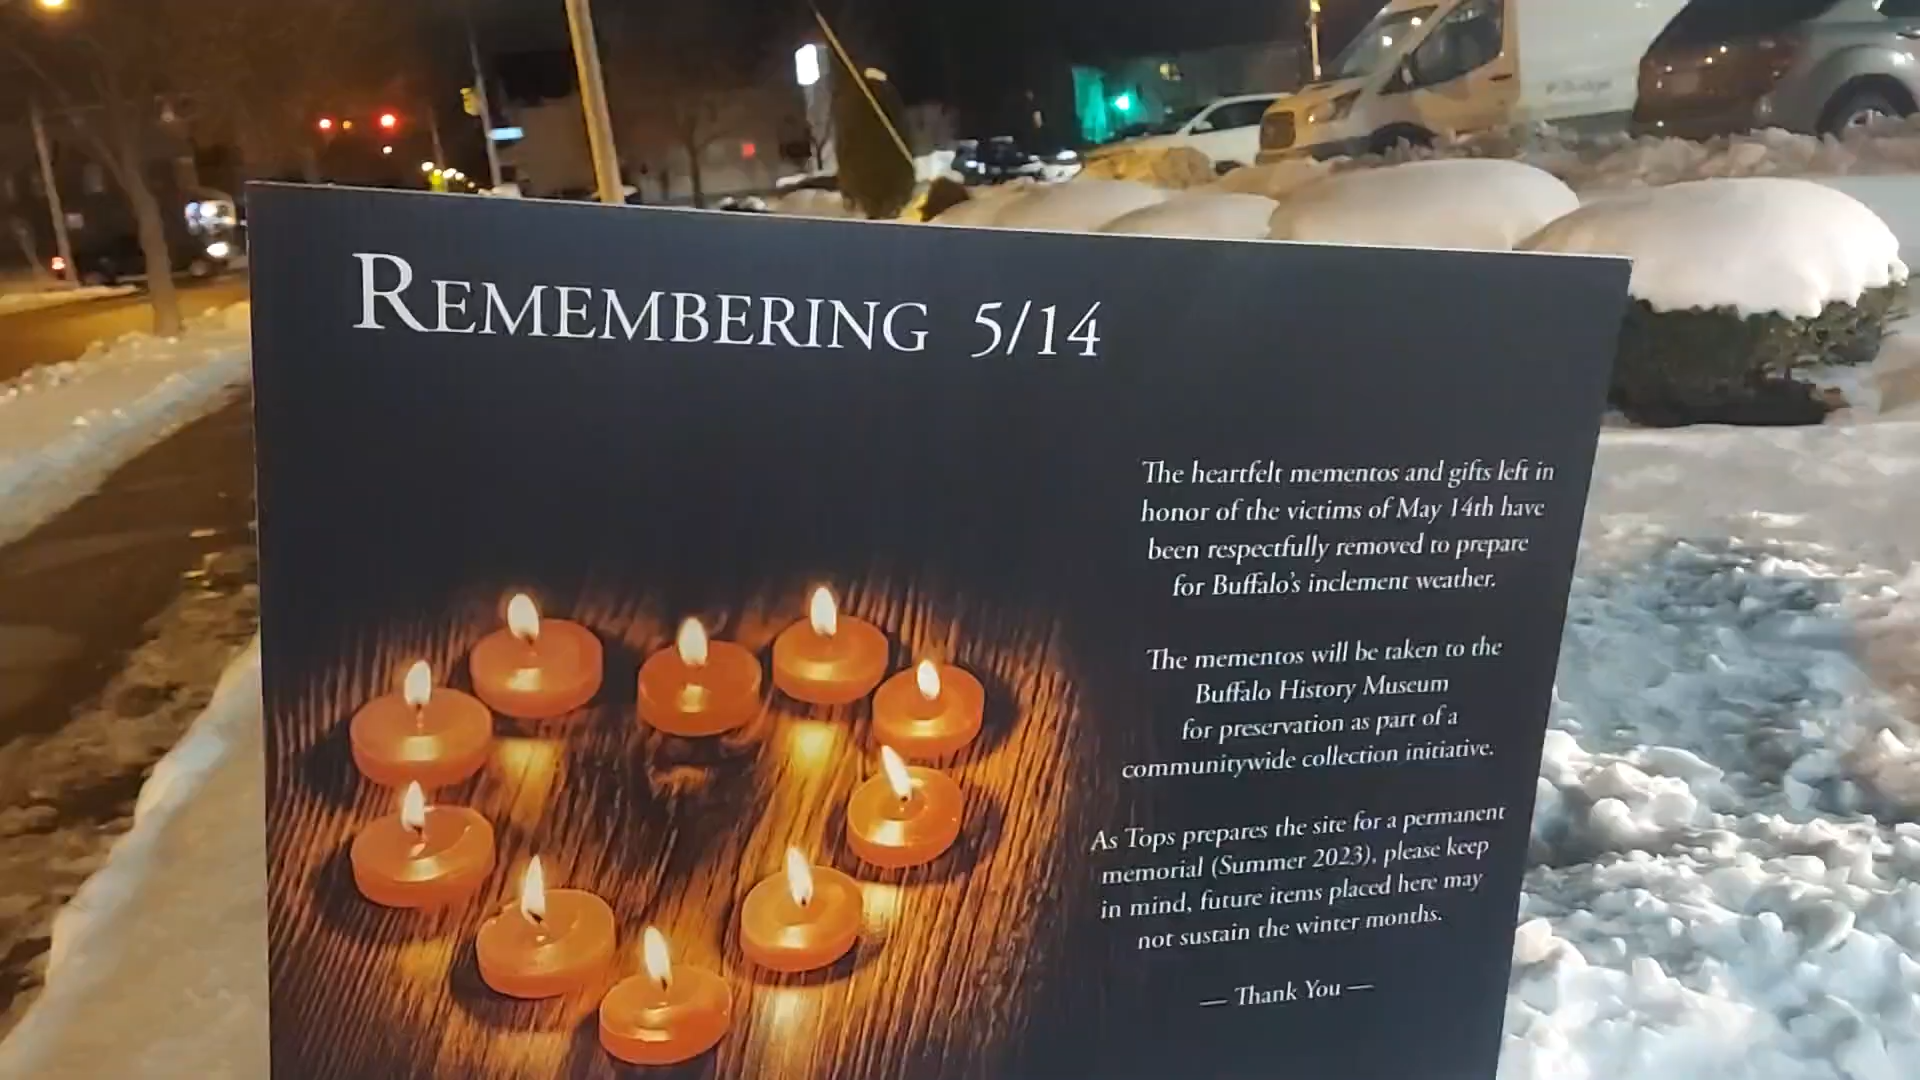 REMEMBERING 5/14
The heartfelt mementos and gifts left in
honor of the victims of May 14th have
been respectfully removed to prepare
for Buffalo's inclement weather.
The mementos will be taken to the
Buffalo History Museum
for preservation as part of a
communitywide collection initiative.
As Tops prepares the site for a permanent
memorial (Summer 2023), please keep
in mind, future items placed here may
not sustain the winter months.
— Thank You —